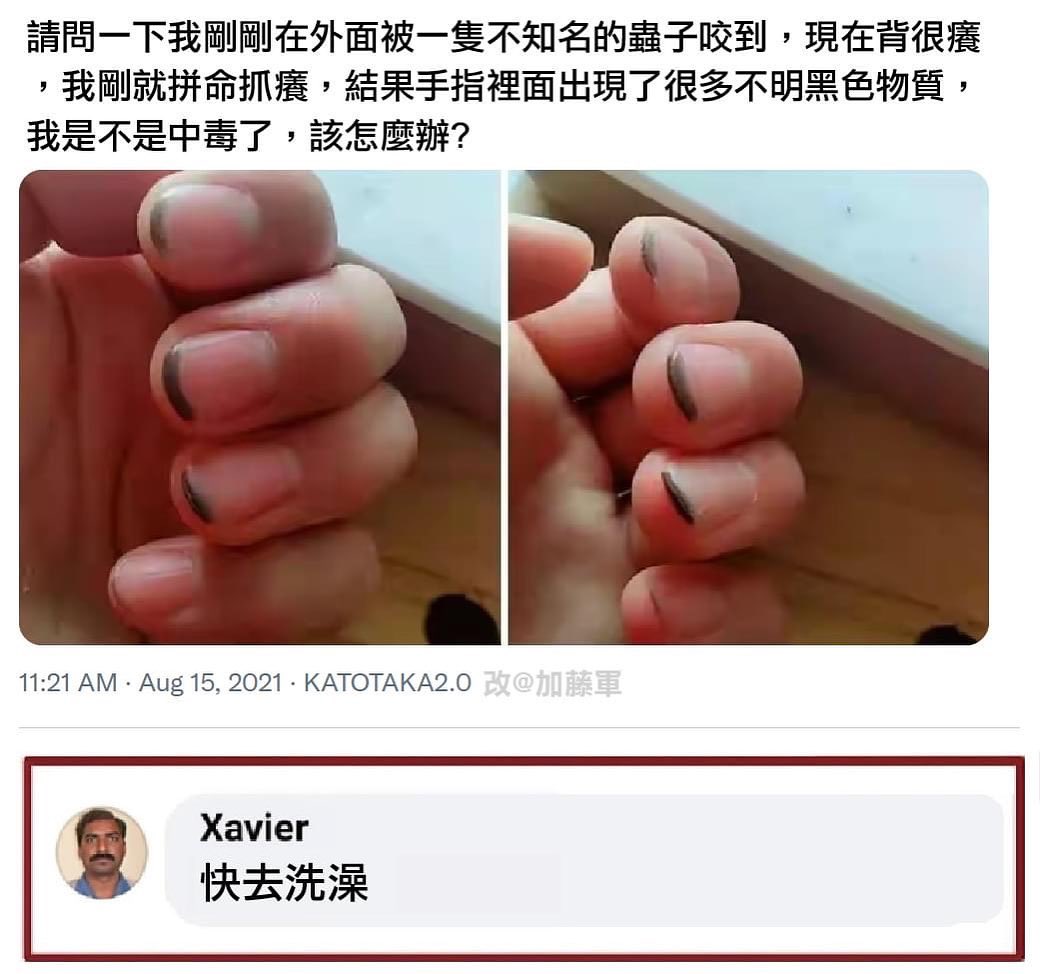 請問一下我剛剛在外面被一隻不知名的蟲子咬到，現在背很癢
，我剛就拼命抓癢，結果手指裡面出現了很多不明黑色物質，
我是不是中毒了，該怎麼辦?
11:21 AM · Aug 15, 2021 · KATOTAKA2.0 改@加藤軍
Xavier
快去洗澡